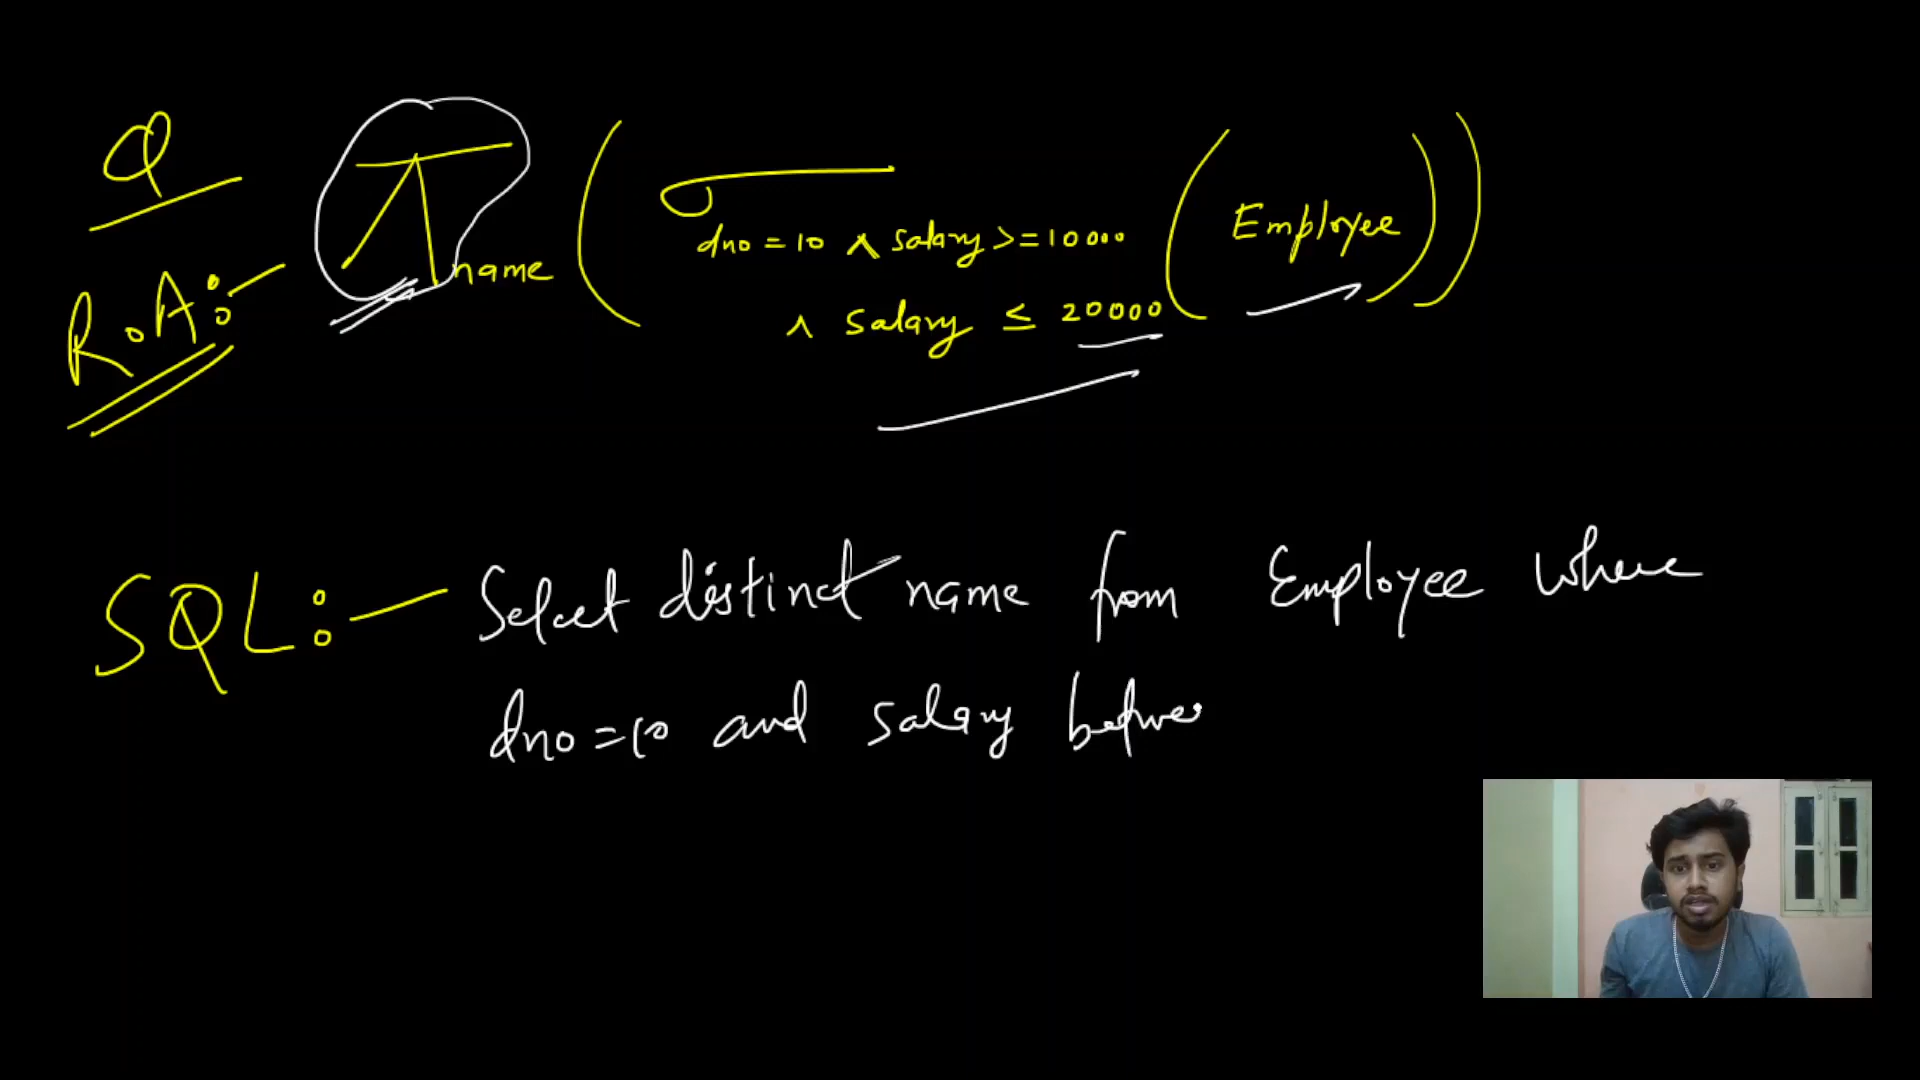 Q
R.A:- π name ( σ dno = 10 ∧ salary >= 10000 ( Employee ) )
∧ salary ≤ 20000
SQL:- Select distinct name from Employee where
dno = 10 and salary betwee